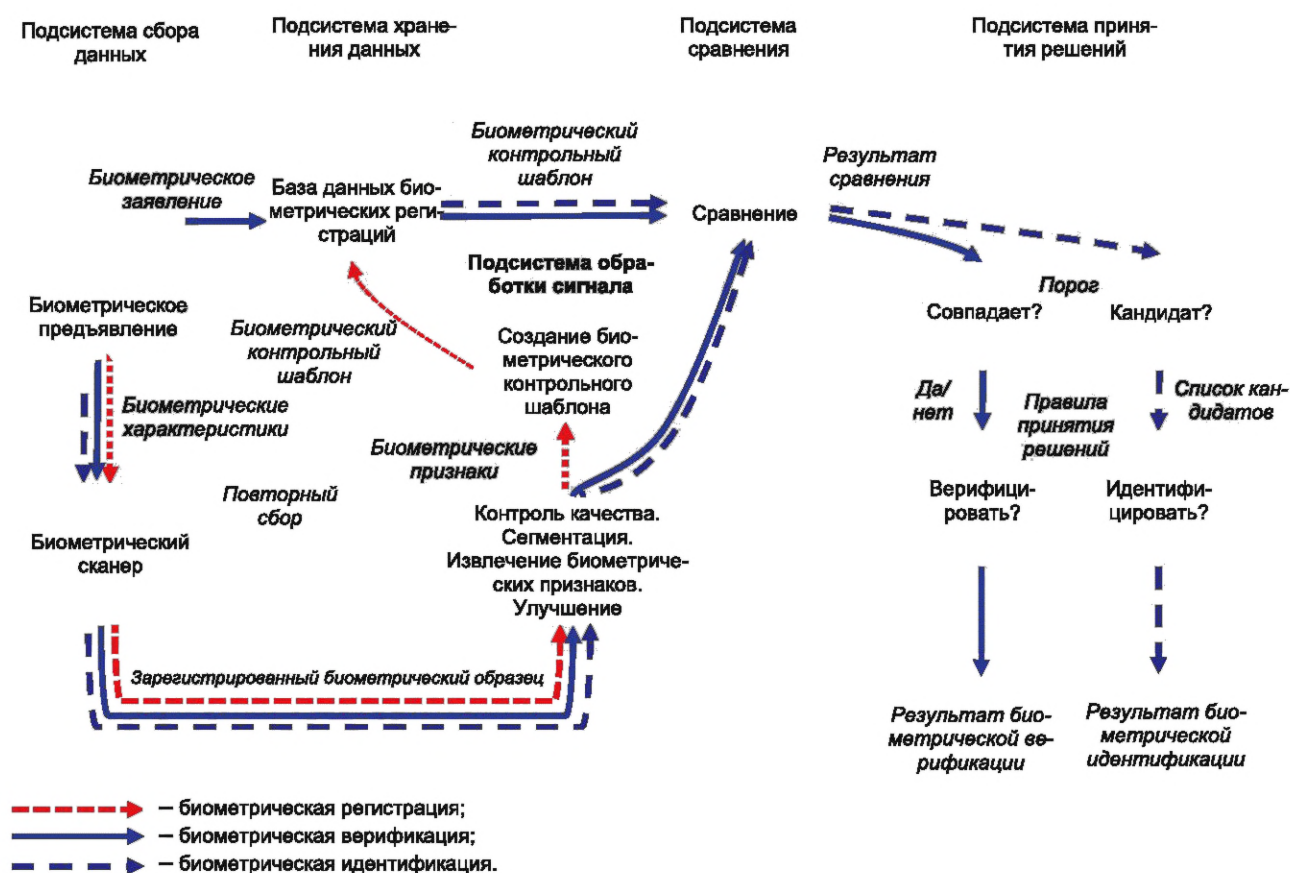 Подсистема сбора
данных
Подсистема хране-
ния данных
Подсистема
сравнения
Подсистема приня-
тия решений
Биометрическое
заявление
База данных био-
метрических реги-
страций
Биометрический
контрольный
шаблон
Сравнение
Результат
сравнения
Подсистема обра-
ботки сигнала
Биометрическое
предъявление
Биометрический
контрольный
шаблон
Создание био-
метрического
контрольного
шаблона
Порог
Совпадает?
Кандидат?
Биометрические
характеристики
Да/
нет
Правила
принятия
решений
Список кан-
дидатов
Биометрические
признаки
Повторный
сбор
Биометрический
сканер
Контроль качества.
Сегментация.
Извлечение биометриче-
ских признаков.
Улучшение
Верифици-
ровать?
Идентифи-
цировать?
Зарегистрированный биометрический образец
Результат био-
метрической ве-
рификации
Результат био-
метрической
идентификации
– биометрическая регистрация;
– биометрическая верификация;
– биометрическая идентификация.